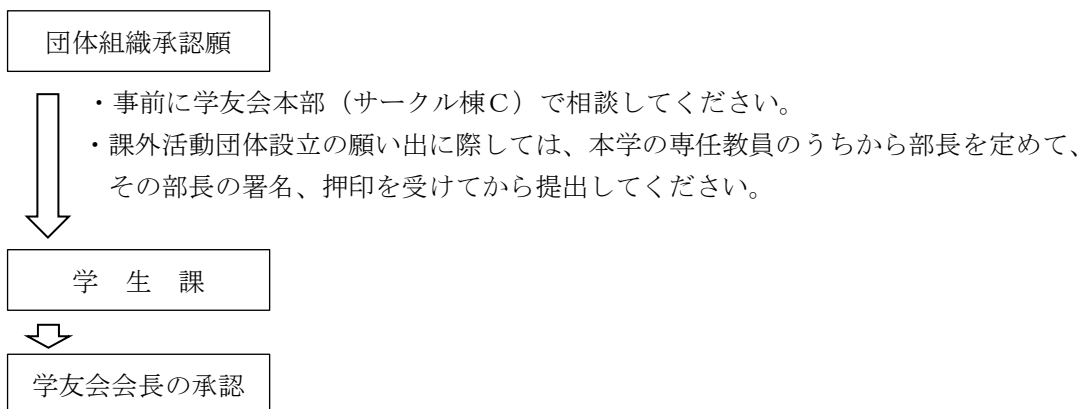 団体組織承認願
・事前に学友会本部（サークル棟Ｃ）で相談してください。
・課外活動団体設立の願い出に際しては、本学の専任教員のうちから部長を定めて、
その部長の署名、押印を受けてから提出してください。
学　生　課
学友会会長の承認